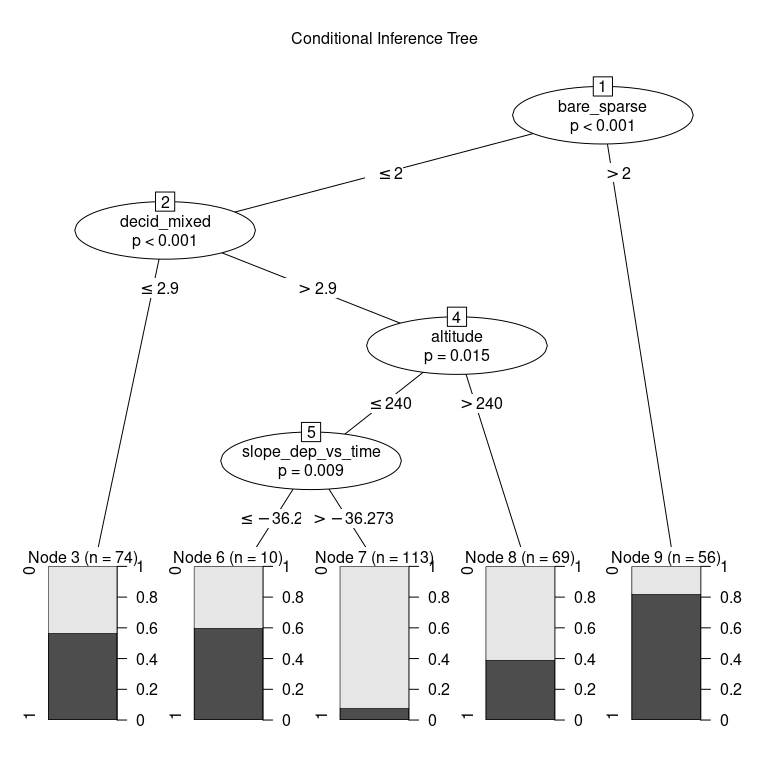 Conditional Inference Tree
1
bare_sparse
p < 0.001
≤ 2
> 2
2
decid_mixed
p < 0.001
≤ 2.9
> 2.9
4
altitude
p = 0.015
≤ 240
> 240
5
slope_dep_vs_time
p = 0.009
≤ −36.2
> −36.273
Node 3 (n = 74)
1 0
0 0.2 0.4 0.6 0.8 1
Node 6 (n = 10)
1 0
0 0.2 0.4 0.6 0.8 1
Node 7 (n = 113)
1 0
0 0.2 0.4 0.6 0.8 1
Node 8 (n = 69)
1 0
0 0.2 0.4 0.6 0.8 1
Node 9 (n = 56)
1 0
0 0.2 0.4 0.6 0.8 1